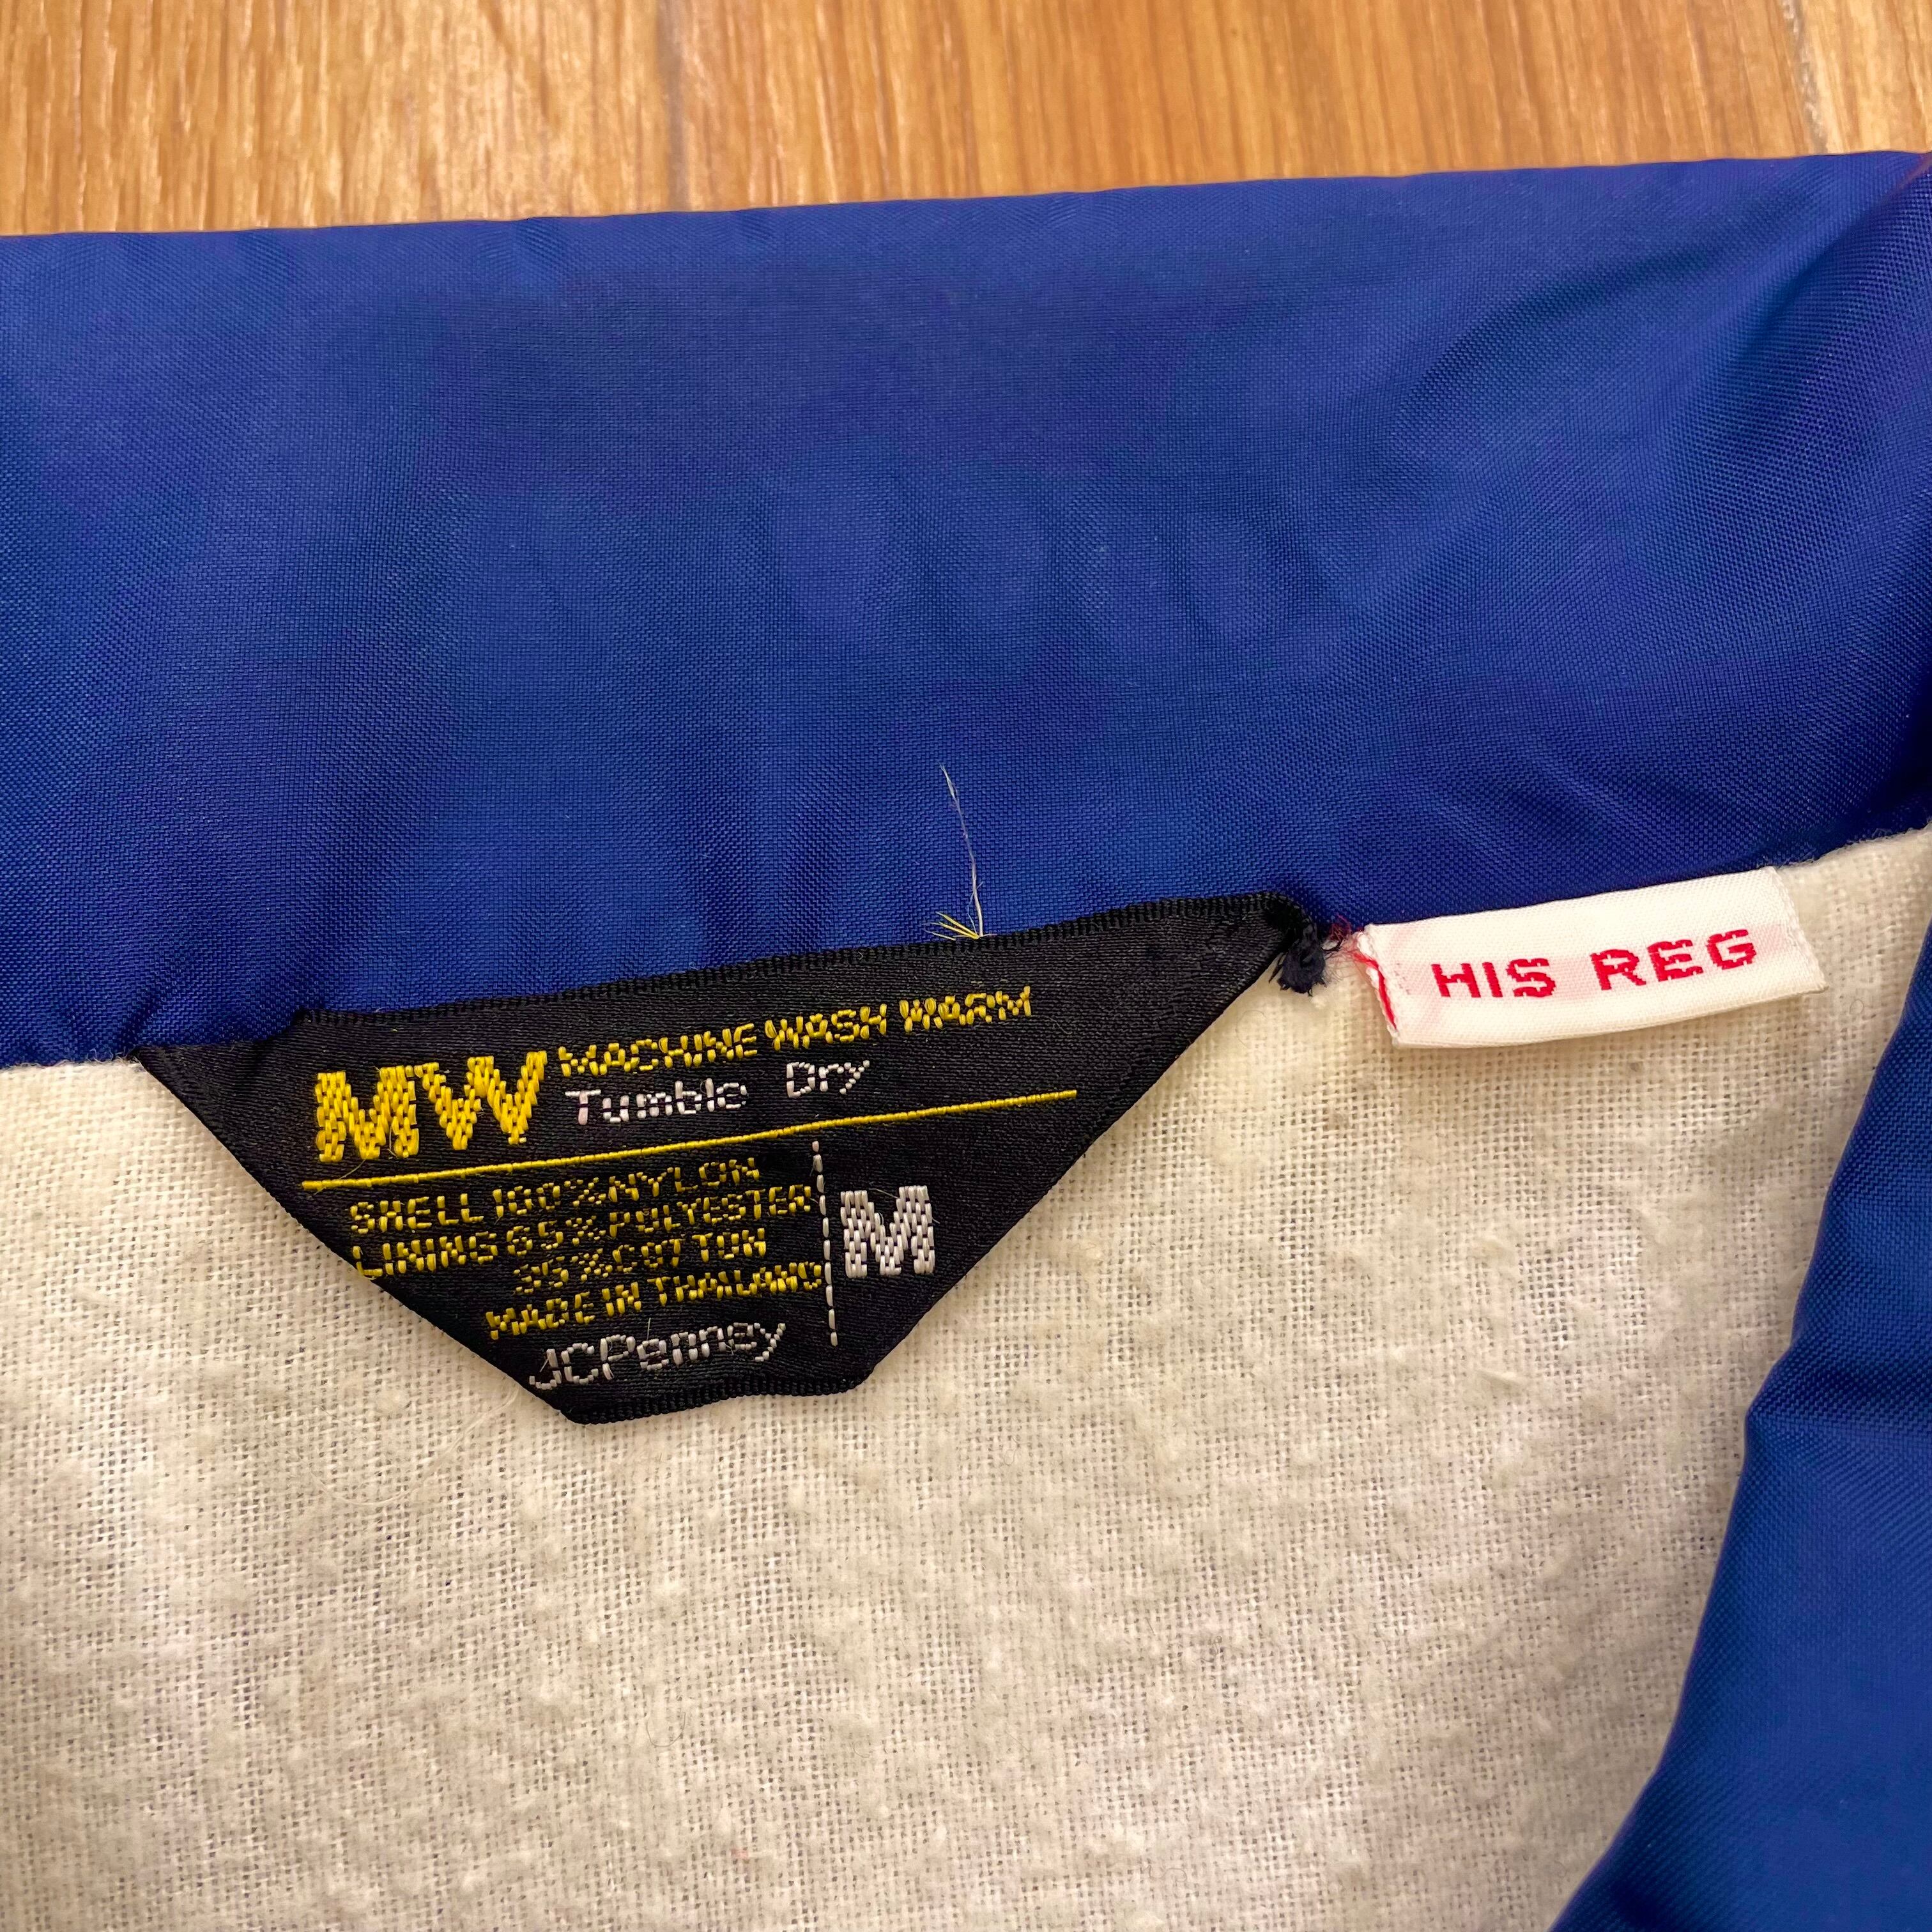 MW MACHINE WASH WARM
Tumble Dry
SHELL 100% NYLON
LINING 65% POLYESTER
35% COTTON
MADE IN THAILAND
JCPenney
M
HIS REG